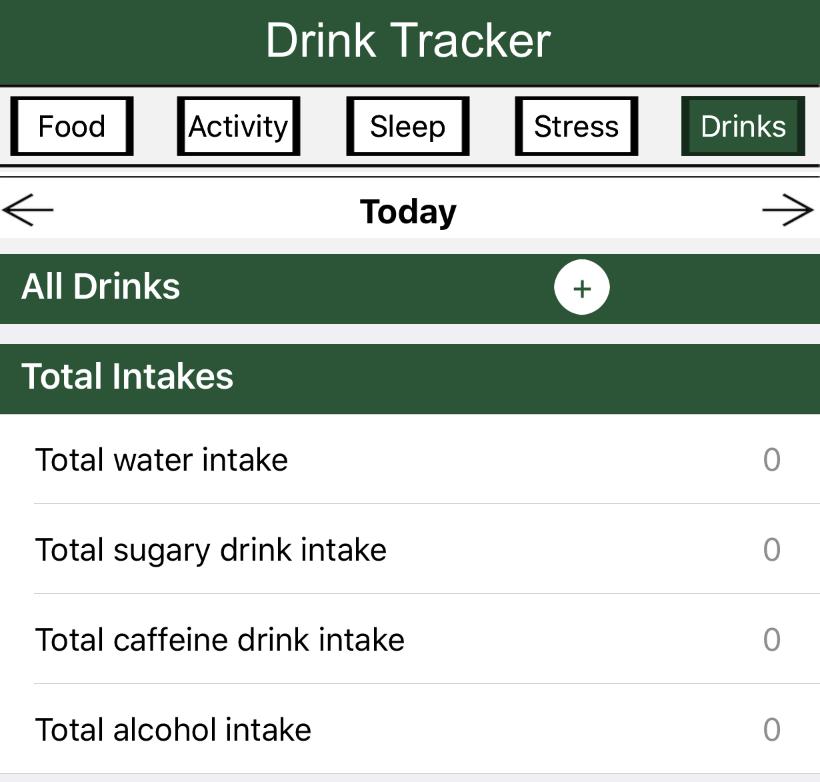 Drink Tracker
Food Activity Sleep Stress Drinks
Today
All Drinks +
Total Intakes
Total water intake 0
Total sugary drink intake 0
Total caffeine drink intake 0
Total alcohol intake 0